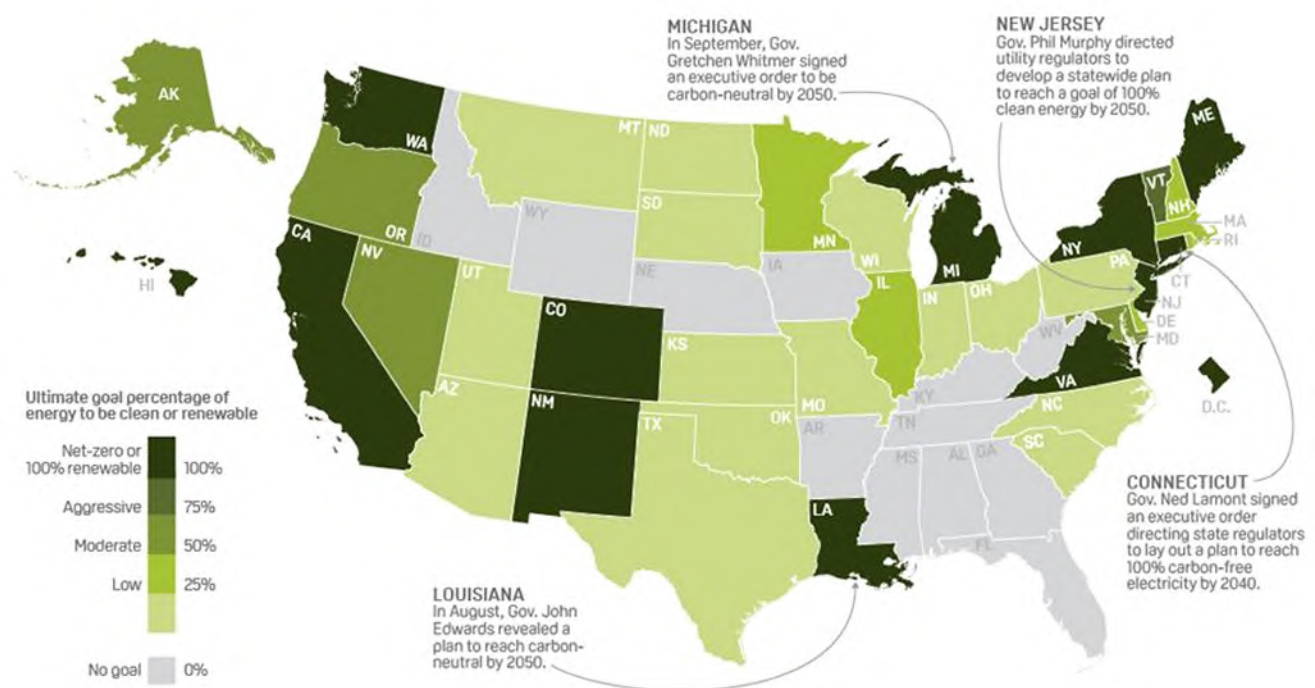 MICHIGAN
In September, Gov.
Gretchen Whitmer signed
an executive order to be
carbon-neutral by 2050.
NEW JERSEY
Gov. Phil Murphy directed
utility regulators to
develop a statewide plan
to reach a goal of 100%
clean energy by 2050.
AK
WA
MT
ND
ME
VT
NH
MA
RI
OR
ID
WY
SD
MN
WI
MI
NY
CA
NV
UT
NE
IA
IL
IN
OH
PA
CT
NJ
DE
MD
HI
CO
KS
MO
WV
KY
VA
D.C.
AZ
NM
TX
OK
AR
TN
NC
SC
MS
AL
GA
LA
FL
Ultimate goal percentage of
energy to be clean or renewable
Net-zero or
100% renewable
100%
Aggressive
75%
Moderate
50%
Low
25%
No goal
0%
LOUISIANA
In August, Gov. John
Edwards revealed a
plan to reach carbon-
neutral by 2050.
CONNECTICUT
Gov. Ned Lamont signed
an executive order
directing state regulators
to lay out a plan to reach
100% carbon-free
electricity by 2040.